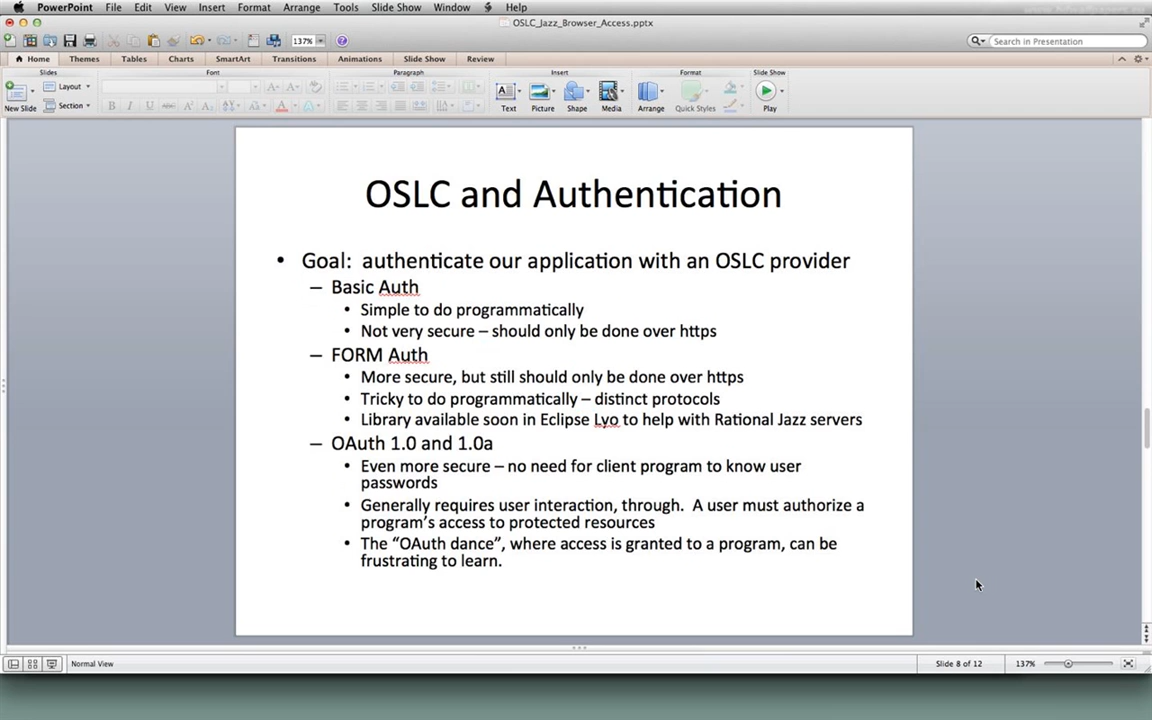 PowerPoint File Edit View Insert Format Arrange Tools Slide Show Window Help
OSLC_Jazz_Browser_Access.pptx
137% Search in Presentation
Home Themes Tables Charts SmartArt Transitions Animations Slide Show Review
Slides Font Paragraph Insert Format Slide Show
Layout
New Slide Section Text Picture Shape Media Arrange Quick Styles Play
OSLC and Authentication
• Goal: authenticate our application with an OSLC provider
– Basic Auth
• Simple to do programmatically
• Not very secure – should only be done over https
– FORM Auth
• More secure, but still should only be done over https
• Tricky to do programmatically – distinct protocols
• Library available soon in Eclipse Lyo to help with Rational Jazz servers
– OAuth 1.0 and 1.0a
• Even more secure – no need for client program to know user
passwords
• Generally requires user interaction, through. A user must authorize a
program's access to protected resources
• The “OAuth dance”, where access is granted to a program, can be
frustrating to learn.
Normal View Slide 8 of 12 137%